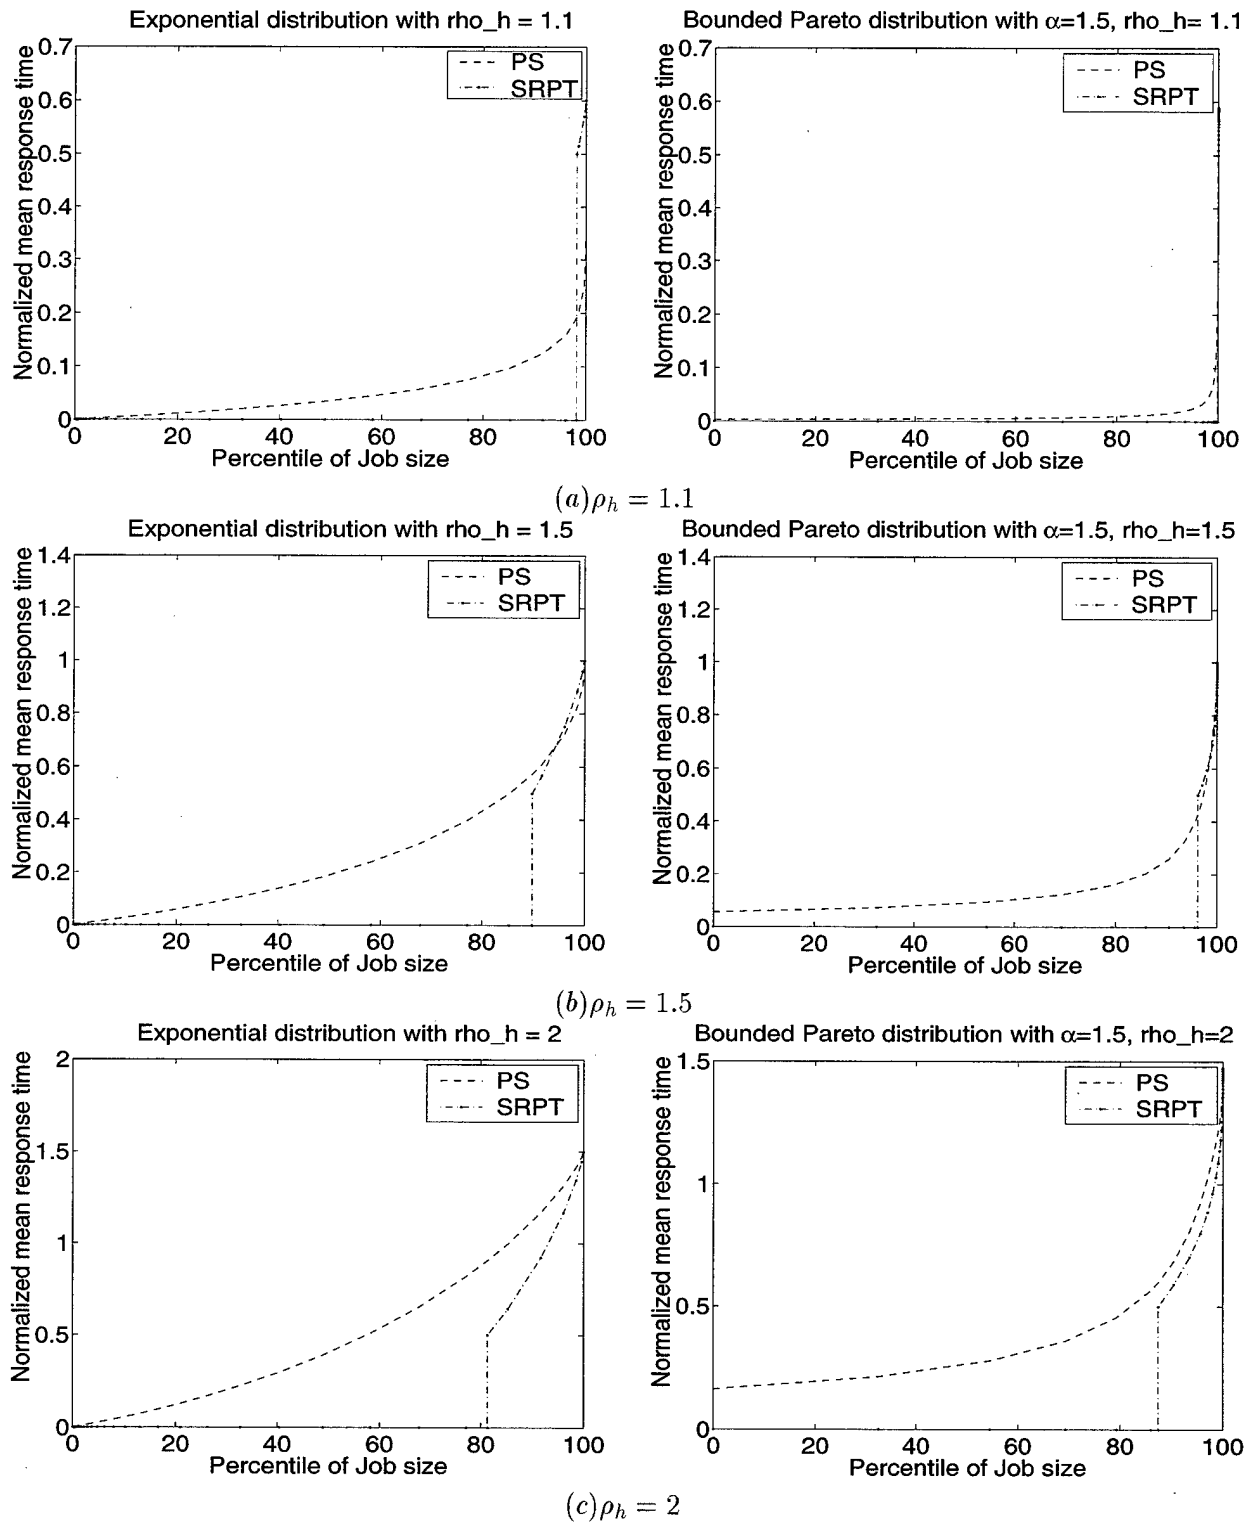 Exponential distribution with rho_h = 1.1
Normalized mean response time
0.7
0.6
0.5
0.4
0.3
0.2
0.1
0
PS
SRPT
0 20 40 60 80 100
Percentile of Job size
Bounded Pareto distribution with α=1.5, rho_h= 1.1
Normalized mean response time
0.7
0.6
0.5
0.4
0.3
0.2
0.1
0
PS
SRPT
0 20 40 60 80 100
Percentile of Job size
(a)ρh = 1.1
Exponential distribution with rho_h = 1.5
Normalized mean response time
1.4
1.2
1
0.8
0.6
0.4
0.2
0
PS
SRPT
0 20 40 60 80 100
Percentile of Job size
Bounded Pareto distribution with α=1.5, rho_h=1.5
Normalized mean response time
1.4
1.2
1
0.8
0.6
0.4
0.2
0
PS
SRPT
0 20 40 60 80 100
Percentile of Job size
(b)ρh = 1.5
Exponential distribution with rho_h = 2
Normalized mean response time
2
1.5
1
0.5
0
PS
SRPT
0 20 40 60 80 100
Percentile of Job size
Bounded Pareto distribution with α=1.5, rho_h=2
Normalized mean response time
1.5
1
0.5
0
PS
SRPT
0 20 40 60 80 100
Percentile of Job size
(c)ρh = 2